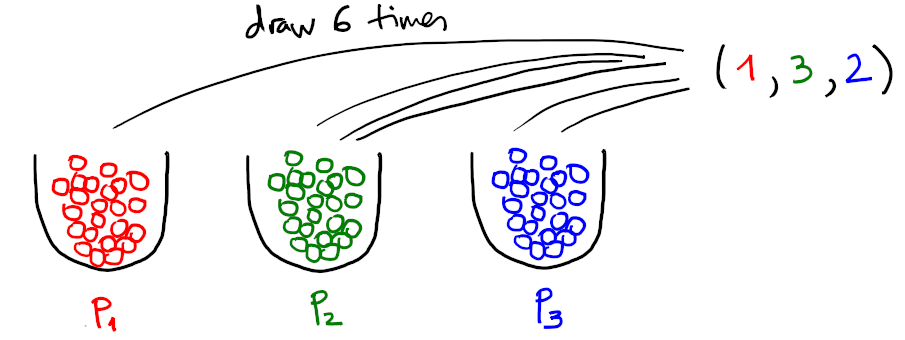 draw 6 times
(1, 3, 2)
P1 P2 P3